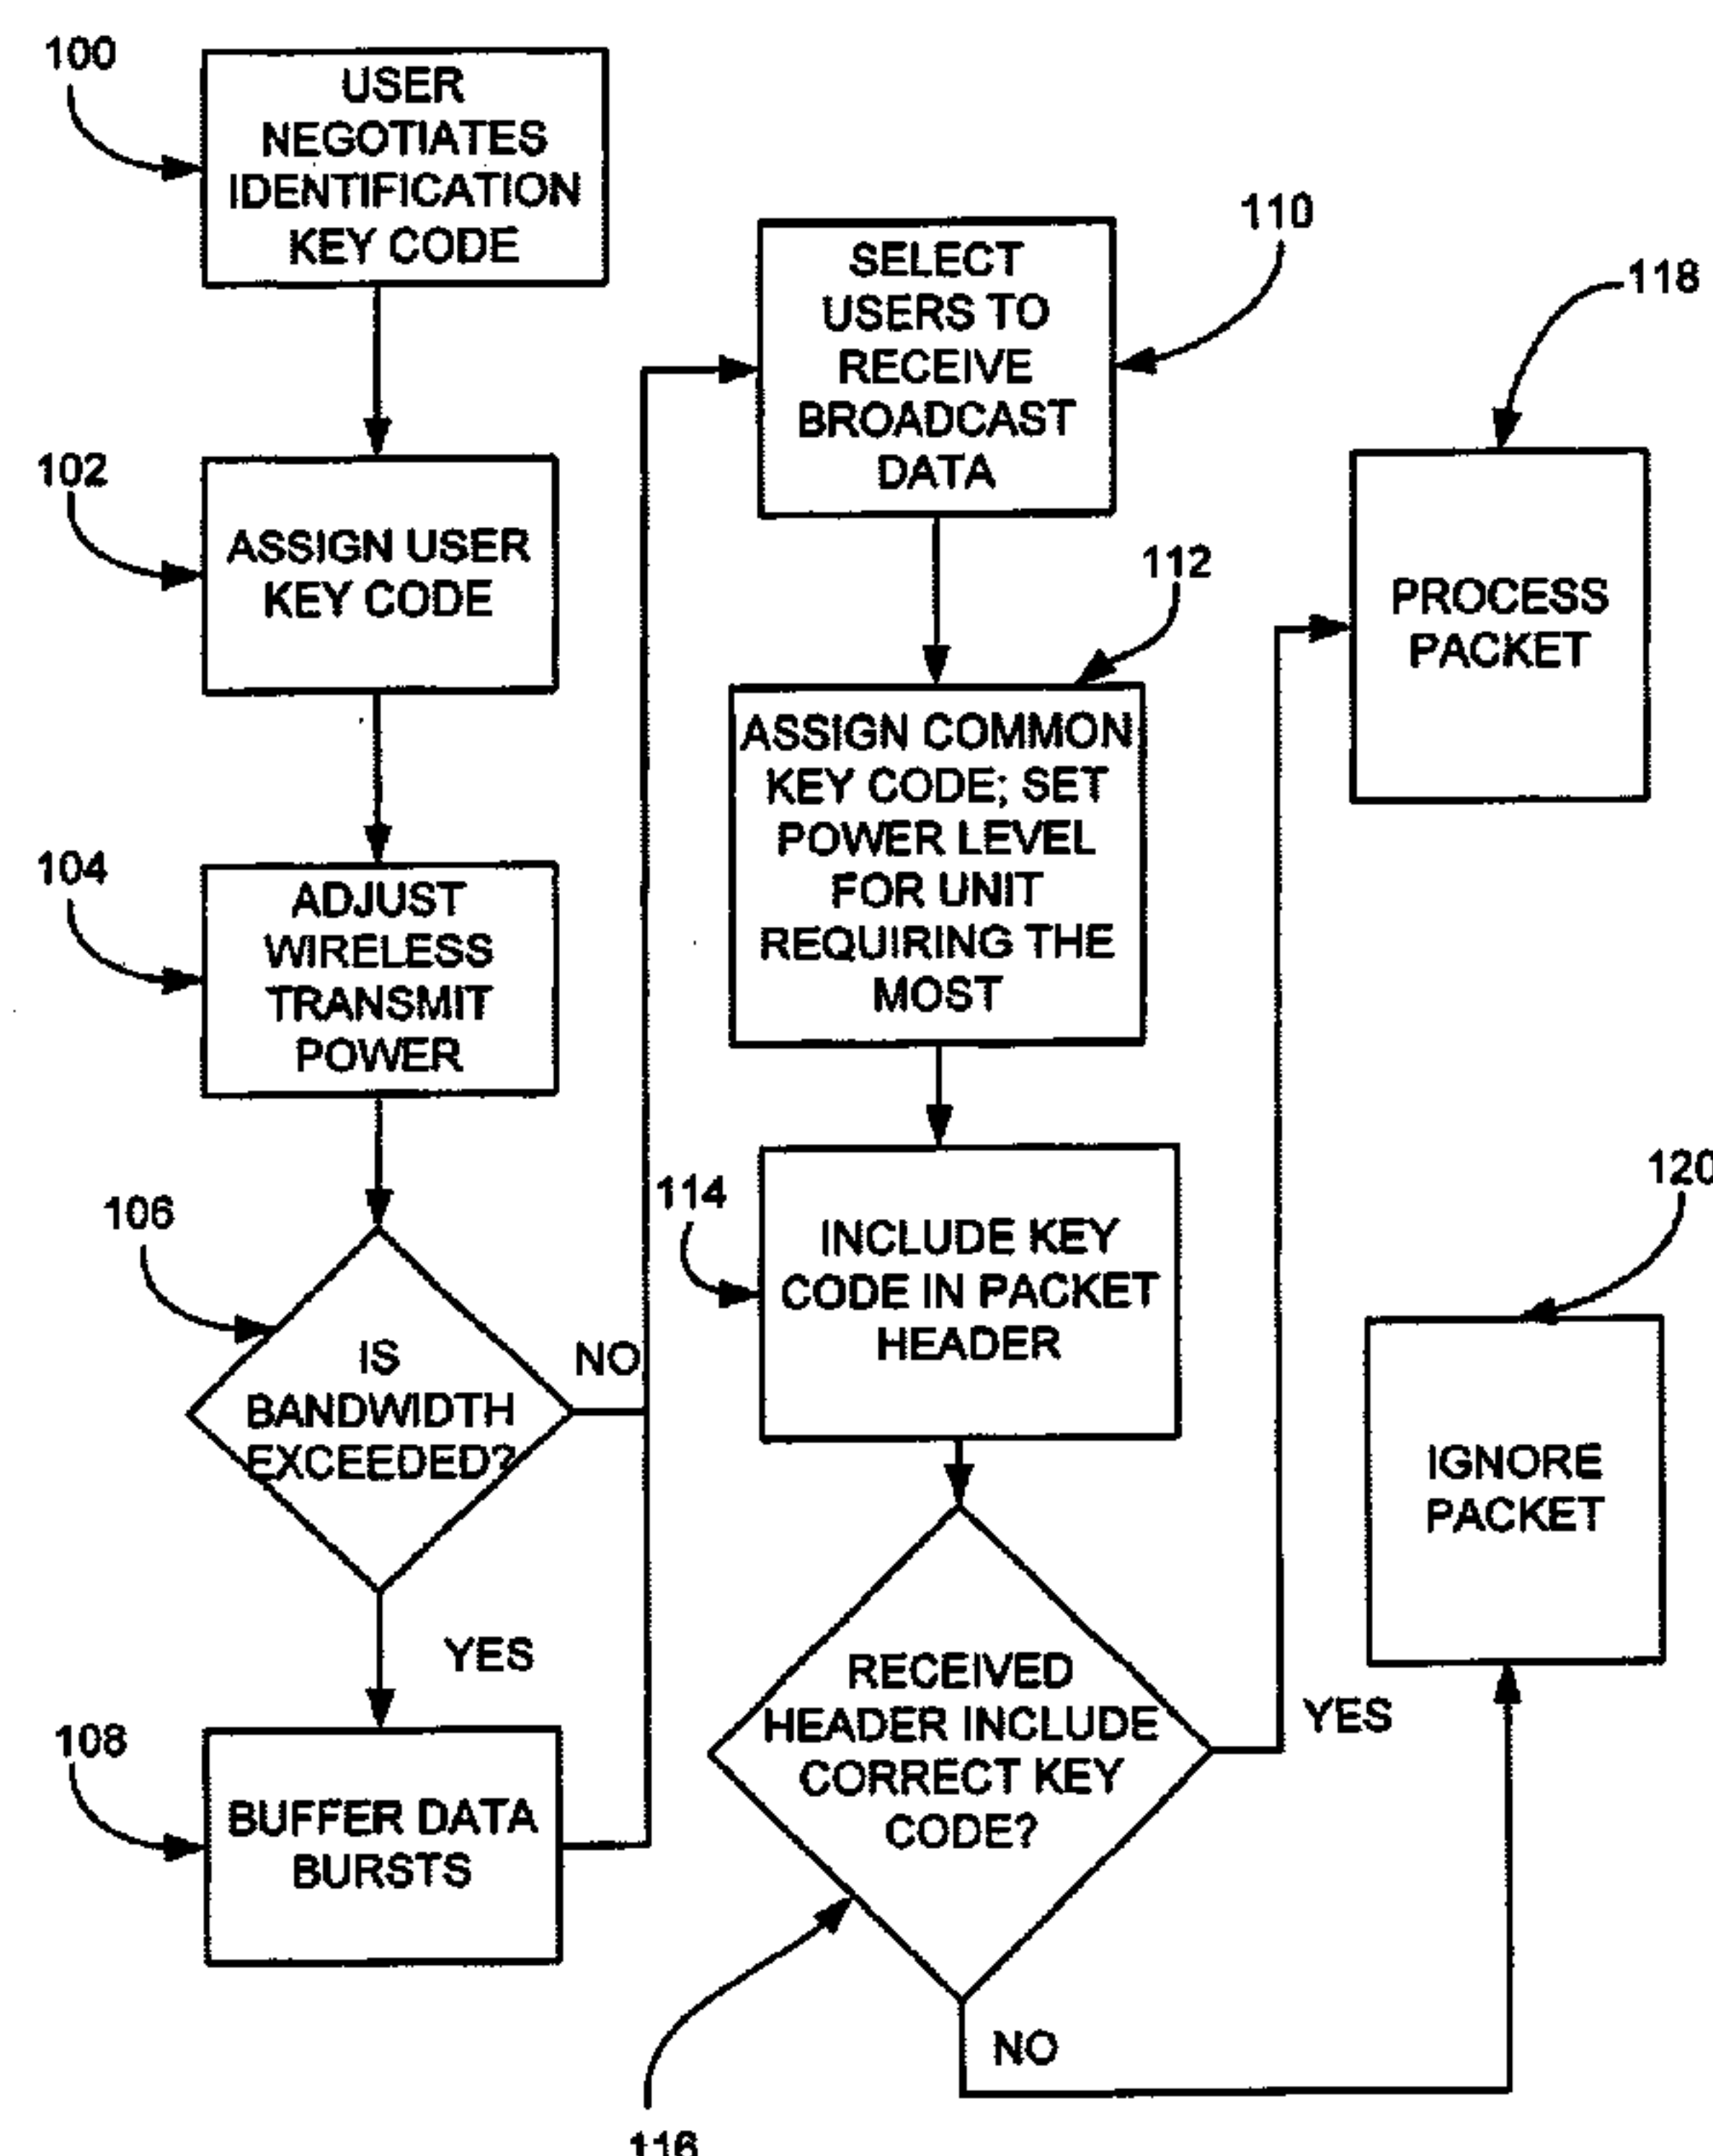 100
USER
NEGOTIATES
IDENTIFICATION
KEY CODE
102
ASSIGN USER
KEY CODE
104
ADJUST
WIRELESS
TRANSMIT
POWER
106
IS
BANDWIDTH
EXCEEDED?
NO
YES
108
BUFFER DATA
BURSTS
110
SELECT
USERS TO
RECEIVE
BROADCAST
DATA
112
ASSIGN COMMON
KEY CODE; SET
POWER LEVEL
FOR UNIT
REQUIRING THE
MOST
114
INCLUDE KEY
CODE IN PACKET
HEADER
RECEIVED
HEADER INCLUDE
CORRECT KEY
CODE?
116
YES
NO
118
PROCESS
PACKET
120
IGNORE
PACKET